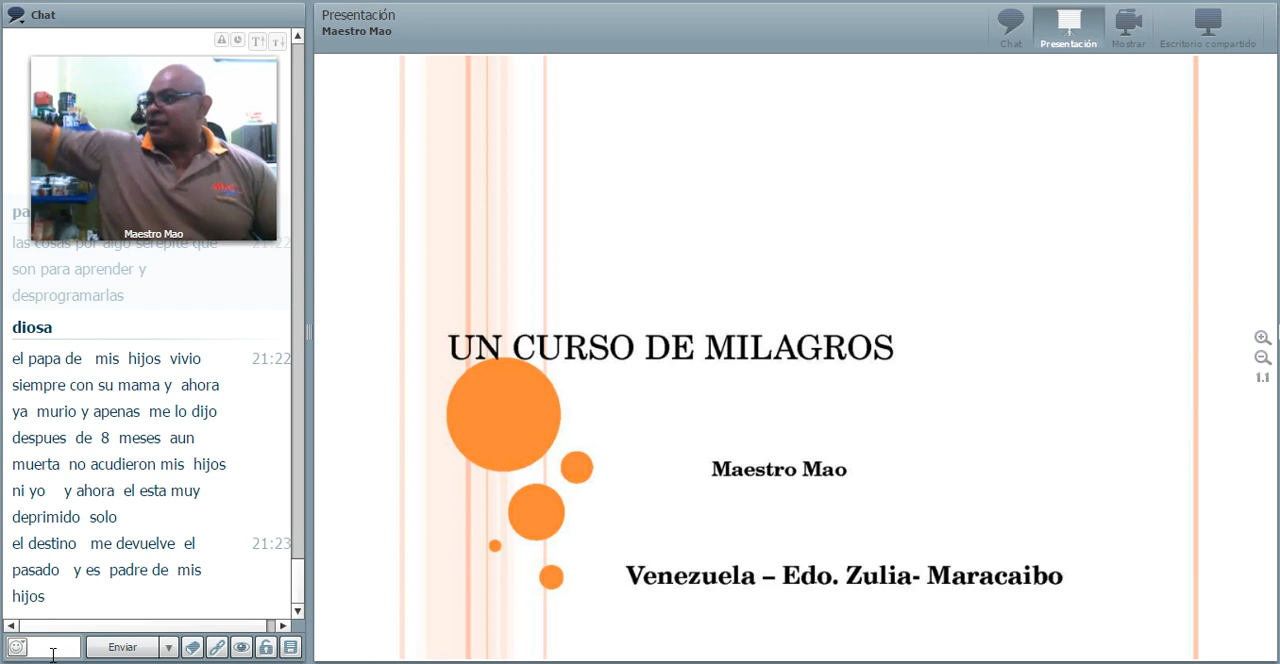 Chat
Maestro Mao
pa
las cosas por algo serepite que 21:22
son para aprender y
desprogramarlas
diosa
el papa de mis hijos vivio 21:22
siempre con su mama y ahora
ya murio y apenas me lo dijo
despues de 8 meses aun
muerta no acudieron mis hijos
ni yo y ahora el esta muy
deprimido solo
el destino me devuelve el 21:23
pasado y es padre de mis
hijos
Enviar
Presentación
Maestro Mao
Chat
Presentación
Mostrar
Escritorio compartido
UN CURSO DE MILAGROS
Maestro Mao
Venezuela – Edo. Zulia- Maracaibo
1.1